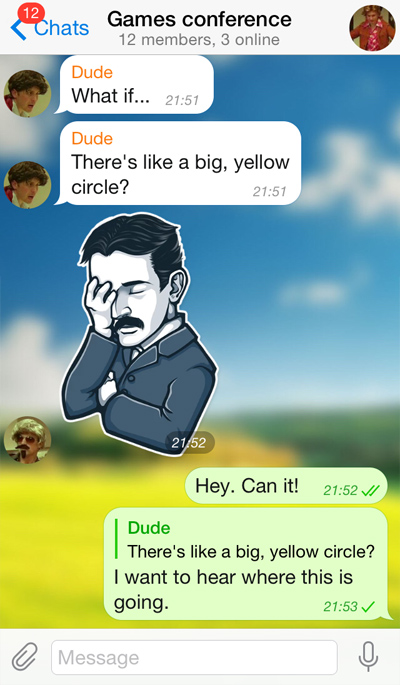 12
Chats
Games conference
12 members, 3 online
Dude
What if... 21:51
Dude
There's like a big, yellow
circle? 21:51
21:52
Hey. Can it! 21:52
Dude
There's like a big, yellow circle?
I want to hear where this is
going. 21:53
Message